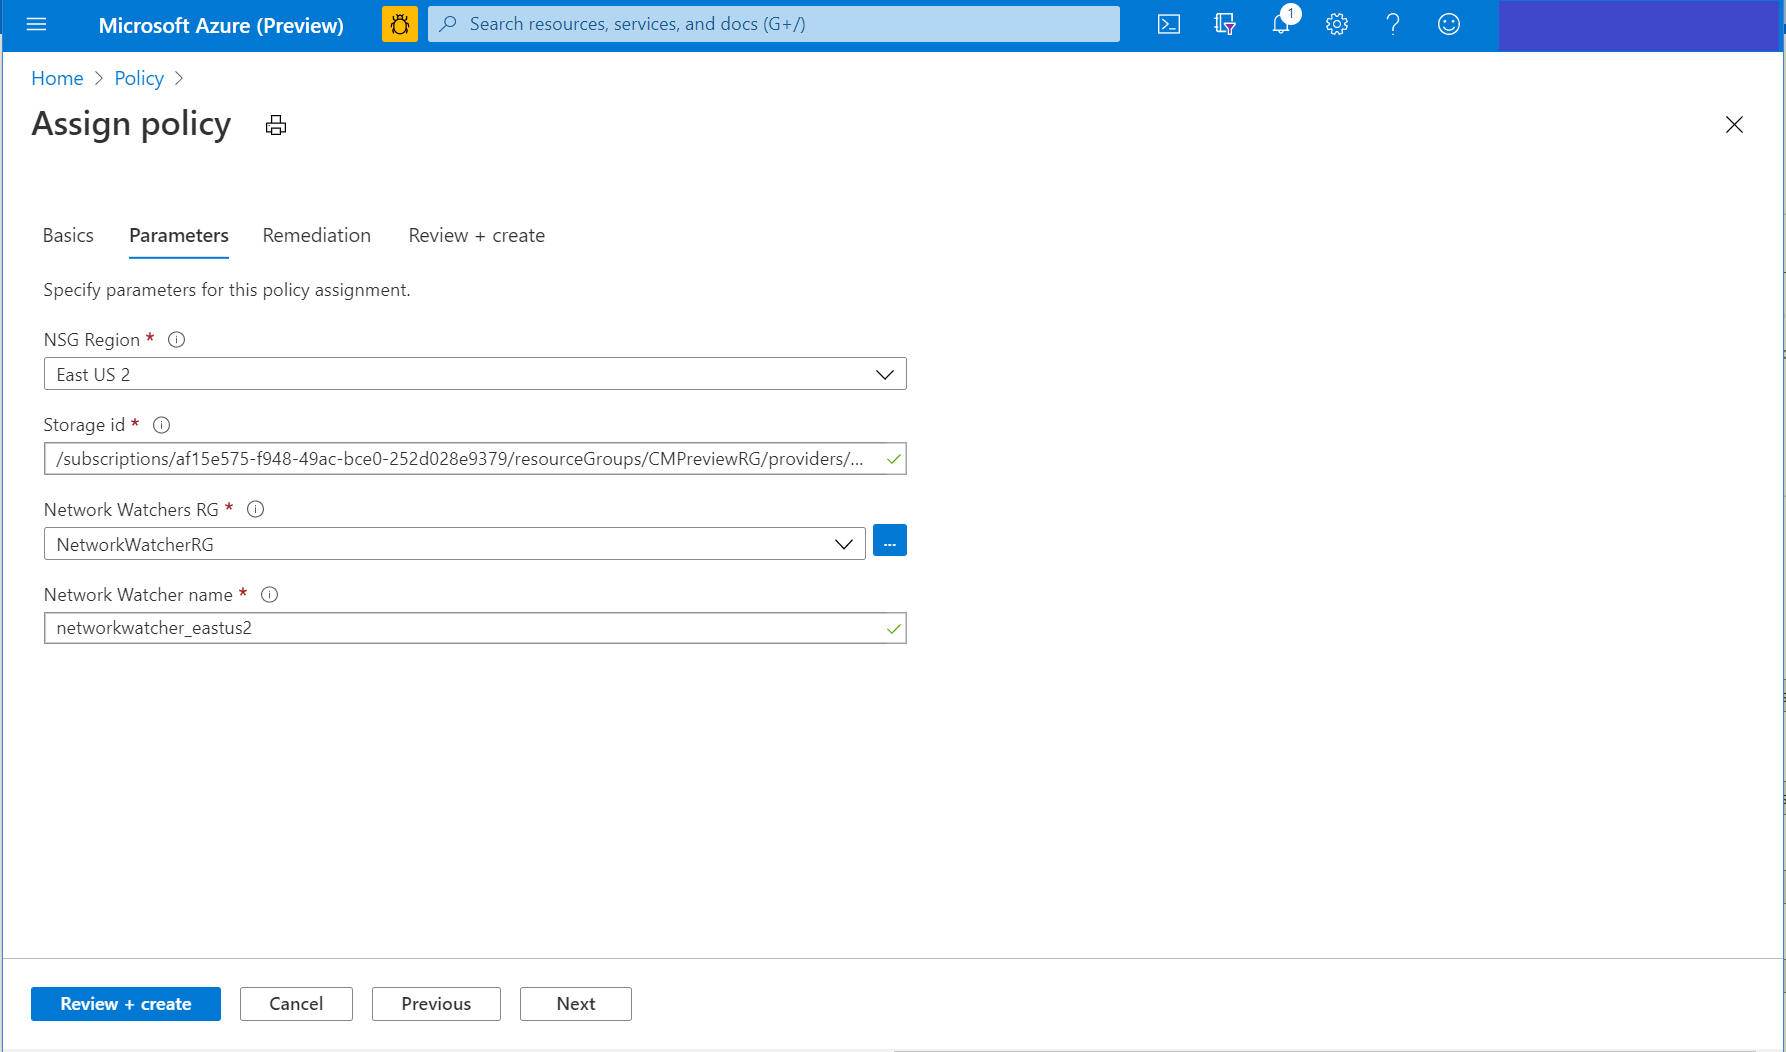 Microsoft Azure (Preview)
Search resources, services, and docs (G+/)
1
Home > Policy >
Assign policy
Basics Parameters Remediation Review + create
Specify parameters for this policy assignment.
NSG Region *
East US 2
Storage id *
/subscriptions/af15e575-f948-49ac-bce0-252d028e9379/resourceGroups/CMPreviewRG/providers/...
Network Watchers RG *
NetworkWatcherRG
...
Network Watcher name *
networkwatcher_eastus2
Review + create Cancel Previous Next